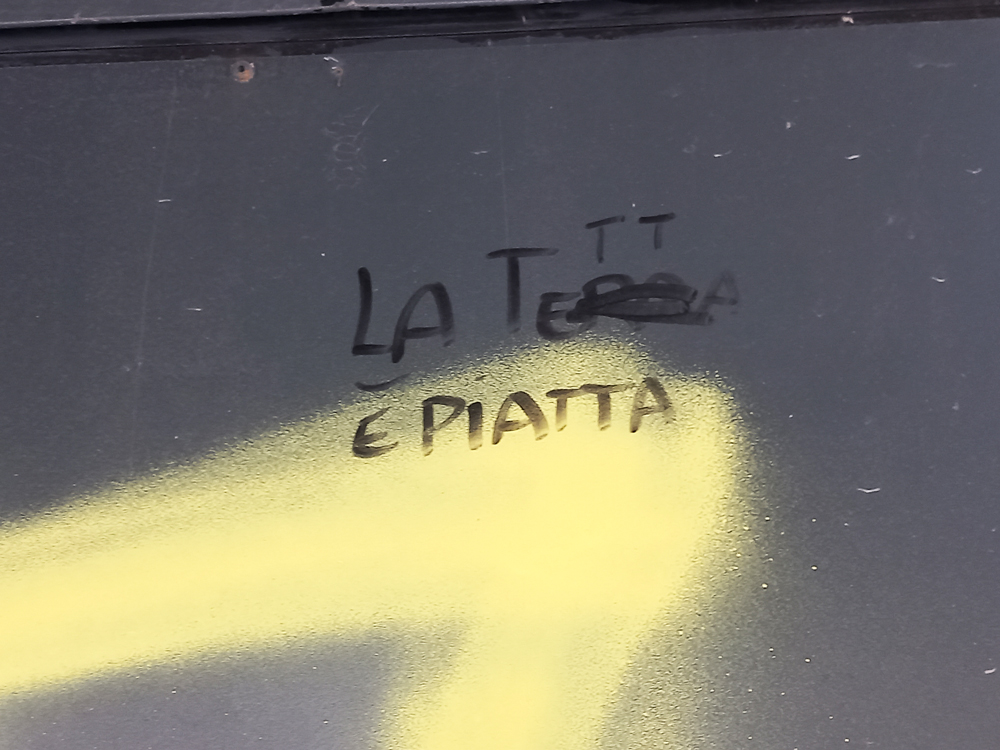 TT
LA TERRA
È PIATTA